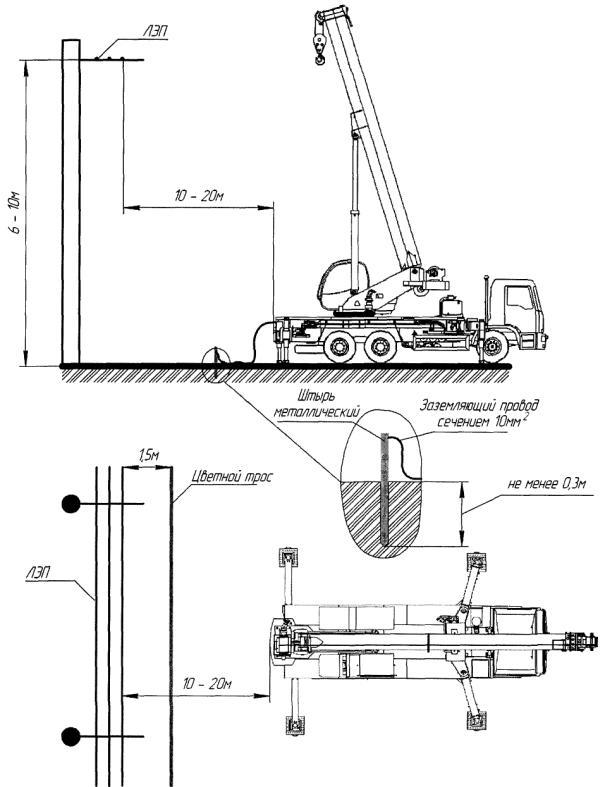 ЛЭП
6 - 10м
10 - 20м
Штырь
металлический
Заземляющий провод
сечением 10мм²
1,5м
Цветной трос
не менее 0,3м
ЛЭП
10 - 20м